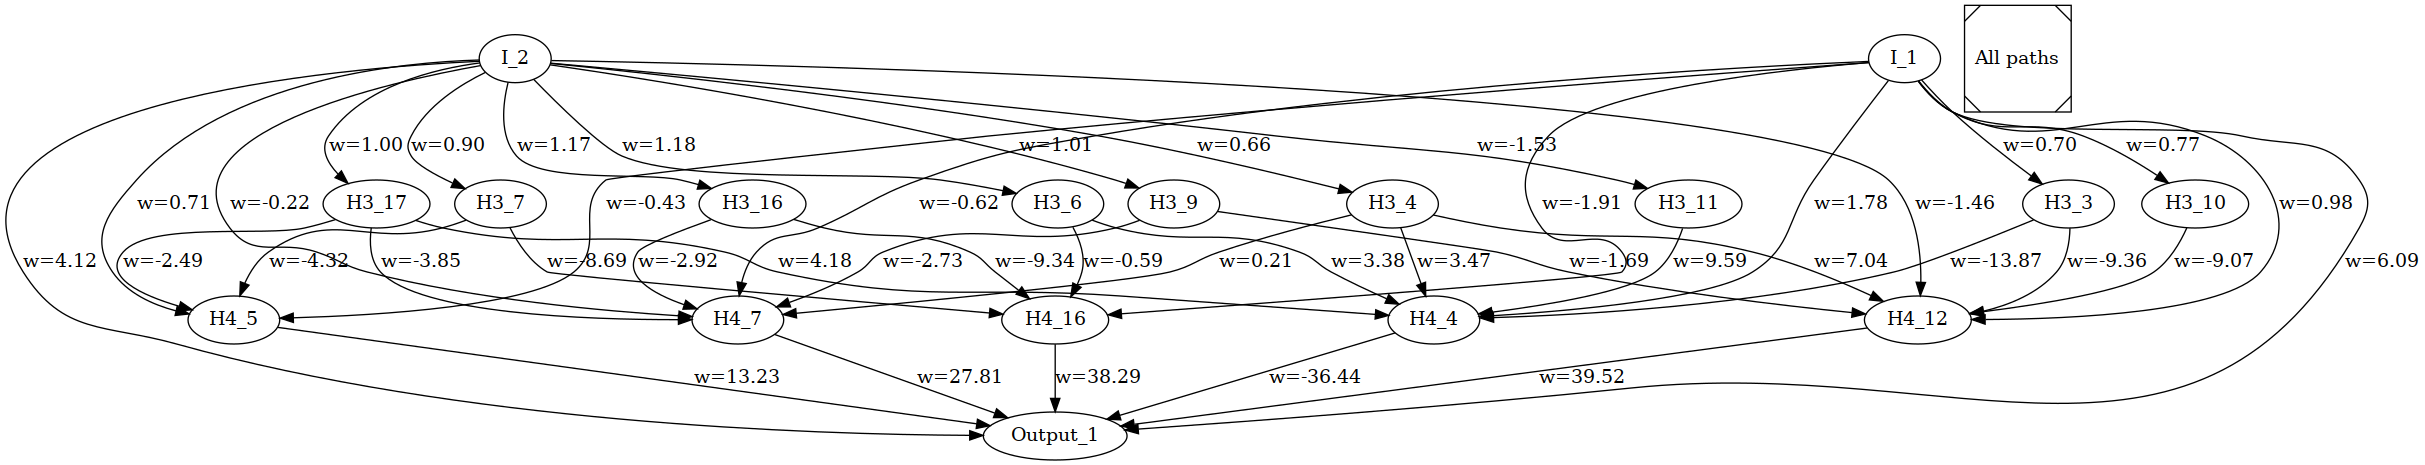 I_2
I_1
All paths
w=1.00
w=0.90
w=1.17
w=1.18
w=1.01
w=0.66
w=-1.53
w=0.70
w=0.77
w=0.71
w=-0.22
H3_17
H3_7
w=-0.43
H3_16
w=-0.62
H3_6
H3_9
H3_4
w=-1.91
H3_11
w=1.78
w=-1.46
H3_3
H3_10
w=0.98
w=4.12
w=-2.49
w=-4.32
w=-3.85
w=-8.69
w=-2.92
w=4.18
w=-2.73
w=-9.34
w=-0.59
w=0.21
w=3.38
w=3.47
w=-1.69
w=9.59
w=7.04
w=-13.87
w=-9.36
w=-9.07
w=6.09
H4_5
H4_7
H4_16
H4_4
H4_12
w=13.23
w=27.81
w=38.29
w=-36.44
w=39.52
Output_1